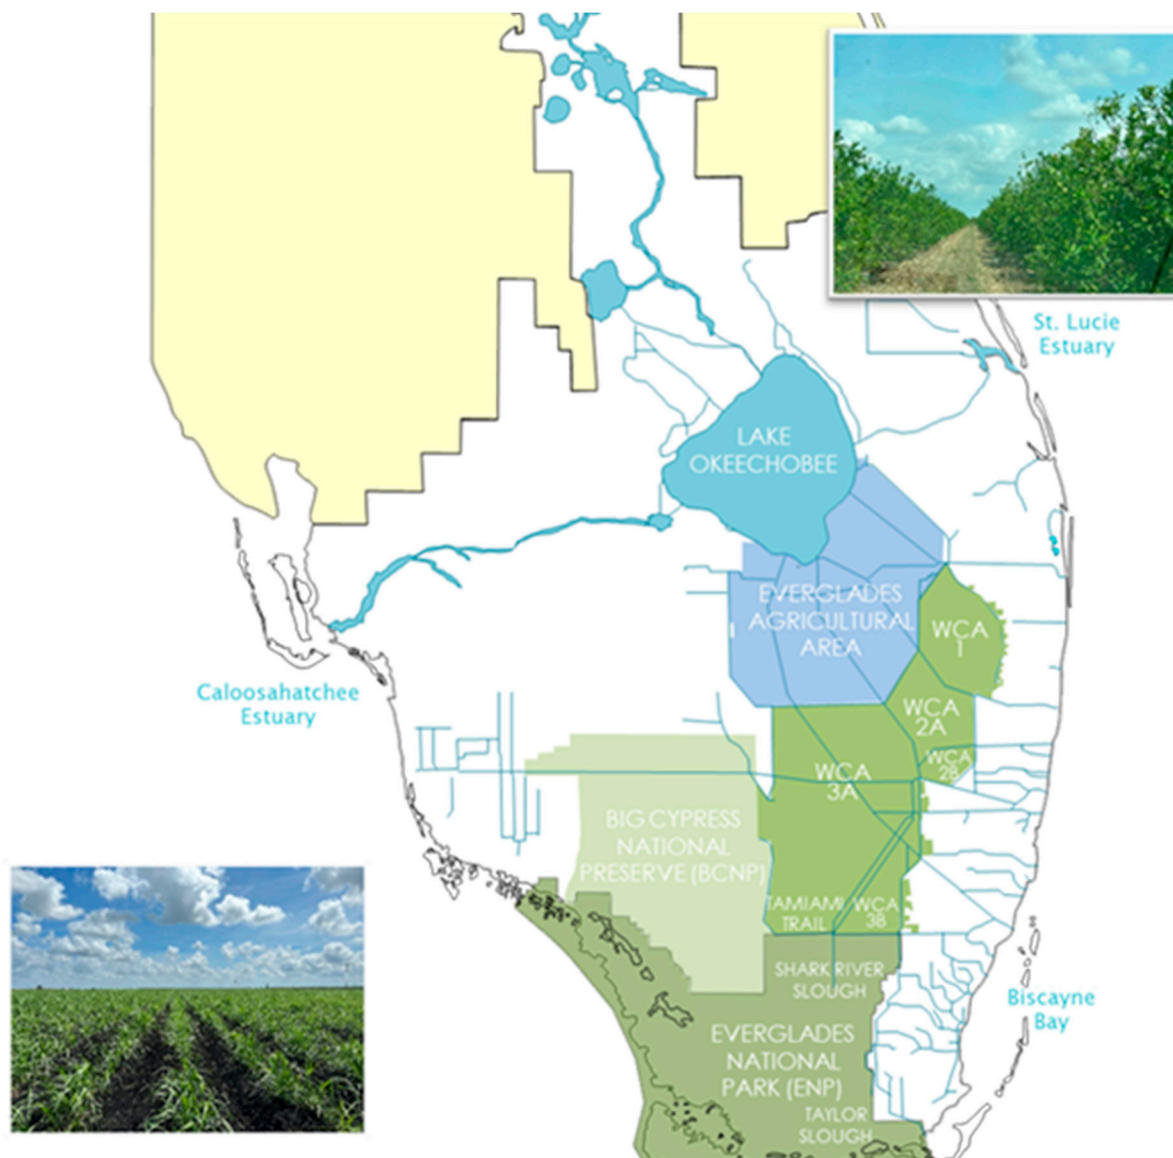 St. Lucie
Estuary
LAKE
OKEECHOBEE
EVERGLADES
AGRICULTURAL
AREA
WCA
1
Caloosahatchee
Estuary
WCA
2A
WCA
2B
WCA
3A
BIG CYPRESS
NATIONAL
PRESERVE (BCNP)
TAMIAMI
TRAIL
WCA
3B
SHARK RIVER
SLOUGH
Biscayne
Bay
EVERGLADES
NATIONAL
PARK (ENP)
TAYLOR
SLOUGH